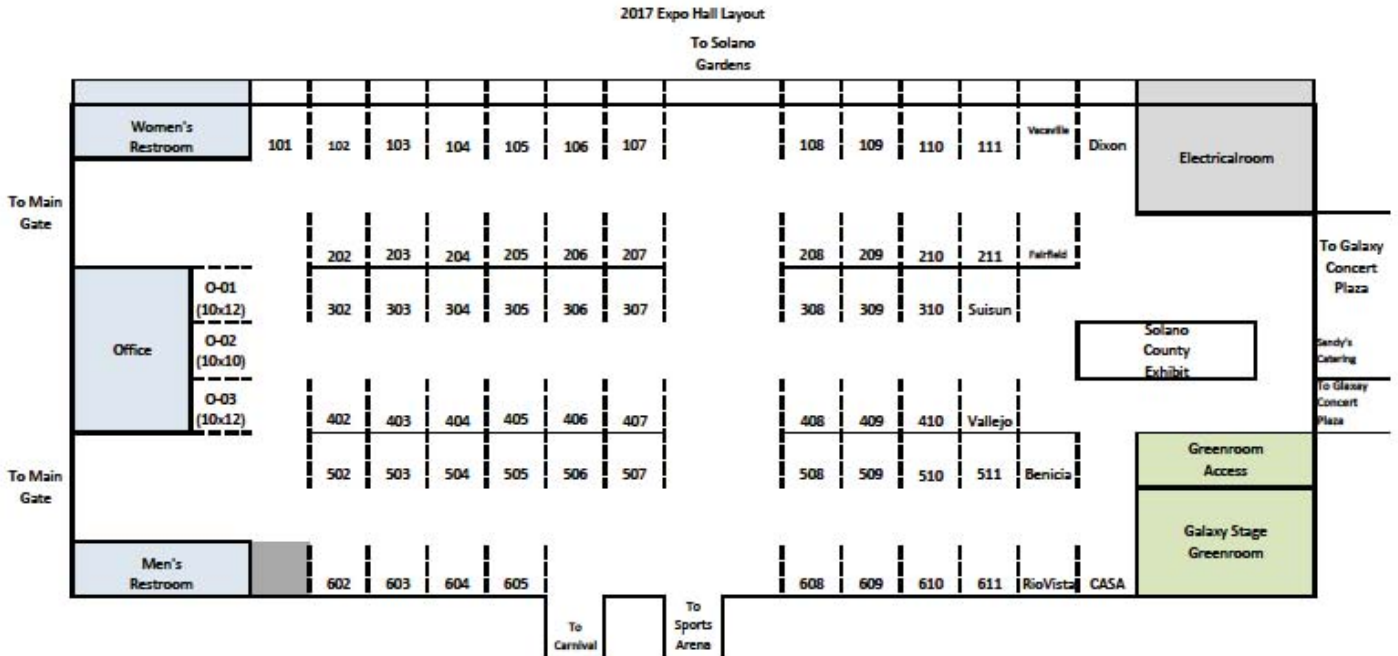 2017 Expo Hall Layout
To Solano
Gardens
Women's
Restroom
101 102 103 104 105 106 107 108 109 110 111 Vacaville Dixon
Electricalroom
To Main
Gate
202 203 204 205 206 207 208 209 210 211 Fairfield
To Galaxy
Concert
Plaza
Office
O-01
(10x12)
O-02
(10x10)
O-03
(10x12)
302 303 304 305 306 307 308 309 310 Suisun
Solano
County
Exhibit
Sandy's
Catering
To Glaxay
Concert
Plaza
402 403 404 405 406 407 408 409 410 Vallejo
To Main
Gate
502 503 504 505 506 507 508 509 510 511 Benicia
Greenroom
Access
Galaxy Stage
Greenroom
Men's
Restroom
602 603 604 605 608 609 610 611 RioVista CASA
To
Carnival
To
Sports
Arena